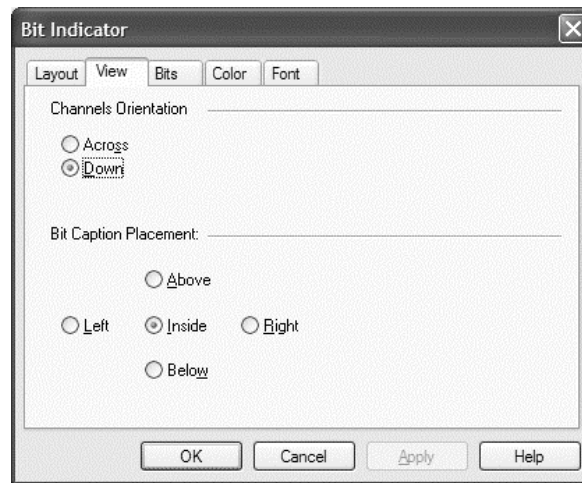 Bit Indicator
Layout View Bits Color Font
Channels Orientation
Across
Down
Bit Caption Placement:
Above
Left Inside Right
Below
OK Cancel Apply Help